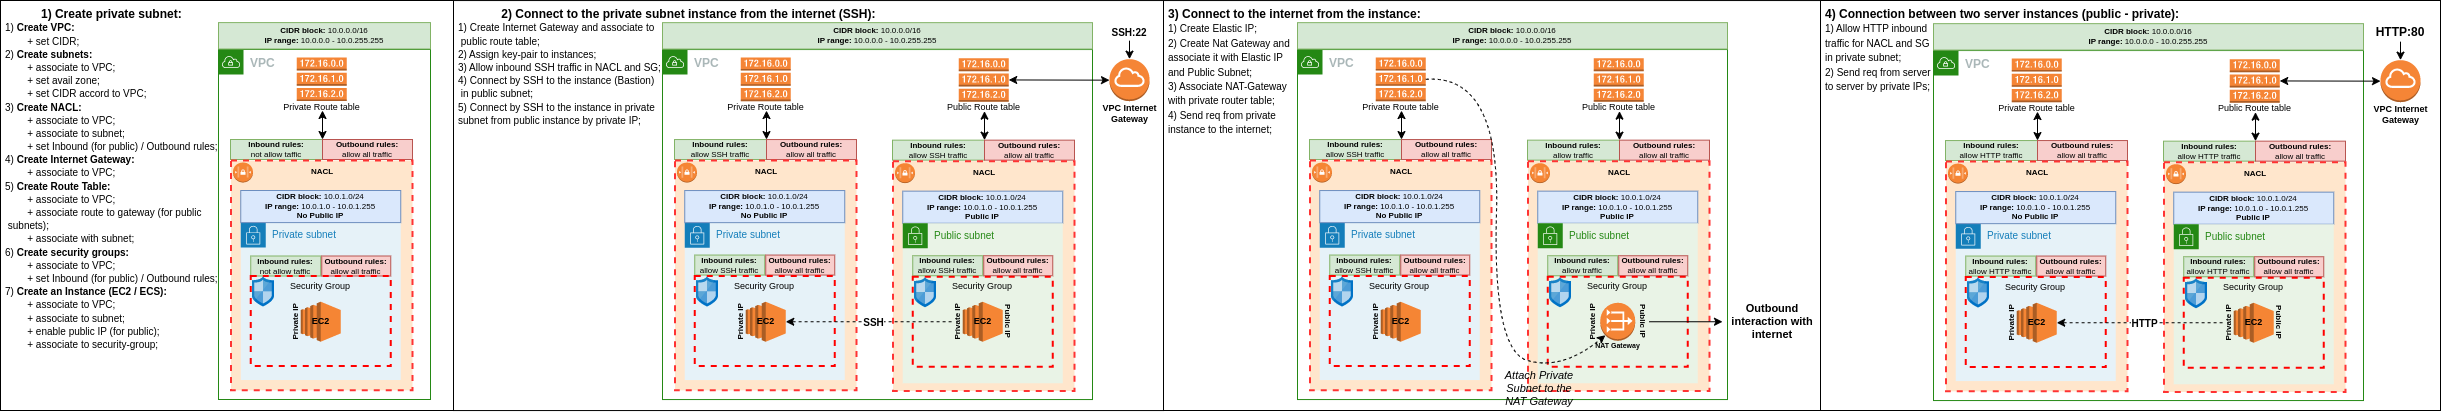 1) Create private subnet:
1) Create VPC:
+ set CIDR;
2) Create subnets:
+ associate to VPC;
+ set avail zone;
+ set CIDR accord to VPC;
3) Create NACL:
+ associate to VPC;
+ associate to subnet;
+ set Inbound (for public) / Outbound rules;
4) Create Internet Gateway:
+ associate to VPC;
5) Create Route Table:
+ associate to VPC;
+ associate route to gateway (for public
subnets);
+ associate with subnet;
6) Create security groups:
+ associate to VPC;
+ set Inbound (for public) / Outbound rules;
7) Create an Instance (EC2 / ECS):
+ associate to VPC;
+ associate to subnet;
+ enable public IP (for public);
+ associate to security-group;
CIDR block: 10.0.0.0/16
IP range: 10.0.0.0 - 10.0.255.255
VPC
172.16.0.0
172.16.1.0
172.16.2.0
Private Route table
Inbound rules:
not allow taffic
Outbound rules:
allow all traffic
NACL
CIDR block: 10.0.1.0/24
IP range: 10.0.1.0 - 10.0.1.255
No Public IP
Private subnet
Inbound rules:
not allow taffic
Outbound rules:
allow all traffic
Security Group
Private IP
EC2
2) Connect to the private subnet instance from the internet (SSH):
1) Create Internet Gateway and associate to
public route table;
2) Assign key-pair to instances;
3) Allow inbound SSH traffic in NACL and SG;
4) Connect by SSH to the instance (Bastion)
in public subnet;
5) Connect by SSH to the instance in private
subnet from public instance by private IP;
CIDR block: 10.0.0.0/16
IP range: 10.0.0.0 - 10.0.255.255
VPC
172.16.0.0
172.16.1.0
172.16.2.0
Private Route table
Inbound rules:
allow SSH traffic
Outbound rules:
allow all traffic
NACL
CIDR block: 10.0.1.0/24
IP range: 10.0.1.0 - 10.0.1.255
No Public IP
Private subnet
Inbound rules:
allow SSH traffic
Outbound rules:
allow all traffic
Security Group
Private IP
EC2
SSH
172.16.0.0
172.16.1.0
172.16.2.0
Public Route table
Inbound rules:
allow SSH traffic
Outbound rules:
allow all traffic
NACL
CIDR block: 10.0.1.0/24
IP range: 10.0.1.0 - 10.0.1.255
Public IP
Public subnet
Inbound rules:
allow SSH traffic
Outbound rules:
allow all traffic
Security Group
Private IP
EC2
Public IP
SSH:22
VPC Internet
Gateway
3) Connect to the internet from the instance:
1) Create Elastic IP;
2) Create Nat Gateway and
associate it with Elastic IP
and Public Subnet;
3) Associate NAT-Gateway
with private router table;
4) Send req from private
instance to the internet;
CIDR block: 10.0.0.0/16
IP range: 10.0.0.0 - 10.0.255.255
VPC
172.16.0.0
172.16.1.0
172.16.2.0
Private Route table
Inbound rules:
allow SSH traffic
Outbound rules:
allow all traffic
NACL
CIDR block: 10.0.1.0/24
IP range: 10.0.1.0 - 10.0.1.255
No Public IP
Private subnet
Inbound rules:
allow SSH traffic
Outbound rules:
allow all traffic
Security Group
Private IP
EC2
172.16.0.0
172.16.1.0
172.16.2.0
Public Route table
Inbound rules:
allow traffic
Outbound rules:
allow all traffic
NACL
CIDR block: 10.0.1.0/24
IP range: 10.0.1.0 - 10.0.1.255
Public IP
Public subnet
Inbound rules:
allow traffic
Outbound rules:
allow all traffic
Security Group
Private IP
Public IP
NAT Gateway
Attach Private
Subnet to the
NAT Gateway
Outbound
interaction with
internet
4) Connection between two server instances (public - private):
1) Allow HTTP inbound
traffic for NACL and SG
in private subnet;
2) Send req from server
to server by private IPs;
CIDR block: 10.0.0.0/16
IP range: 10.0.0.0 - 10.0.255.255
VPC
172.16.0.0
172.16.1.0
172.16.2.0
Private Route table
Inbound rules:
allow HTTP traffic
Outbound rules:
allow all traffic
NACL
CIDR block: 10.0.1.0/24
IP range: 10.0.1.0 - 10.0.1.255
No Public IP
Private subnet
Inbound rules:
allow HTTP traffic
Outbound rules:
allow all traffic
Security Group
Private IP
EC2
HTTP
172.16.0.0
172.16.1.0
172.16.2.0
Public Route table
Inbound rules:
allow HTTP traffic
Outbound rules:
allow all traffic
NACL
CIDR block: 10.0.1.0/24
IP range: 10.0.1.0 - 10.0.1.255
Public IP
Public subnet
Inbound rules:
allow HTTP traffic
Outbound rules:
allow all traffic
Security Group
Private IP
EC2
Public IP
HTTP:80
VPC Internet
Gateway